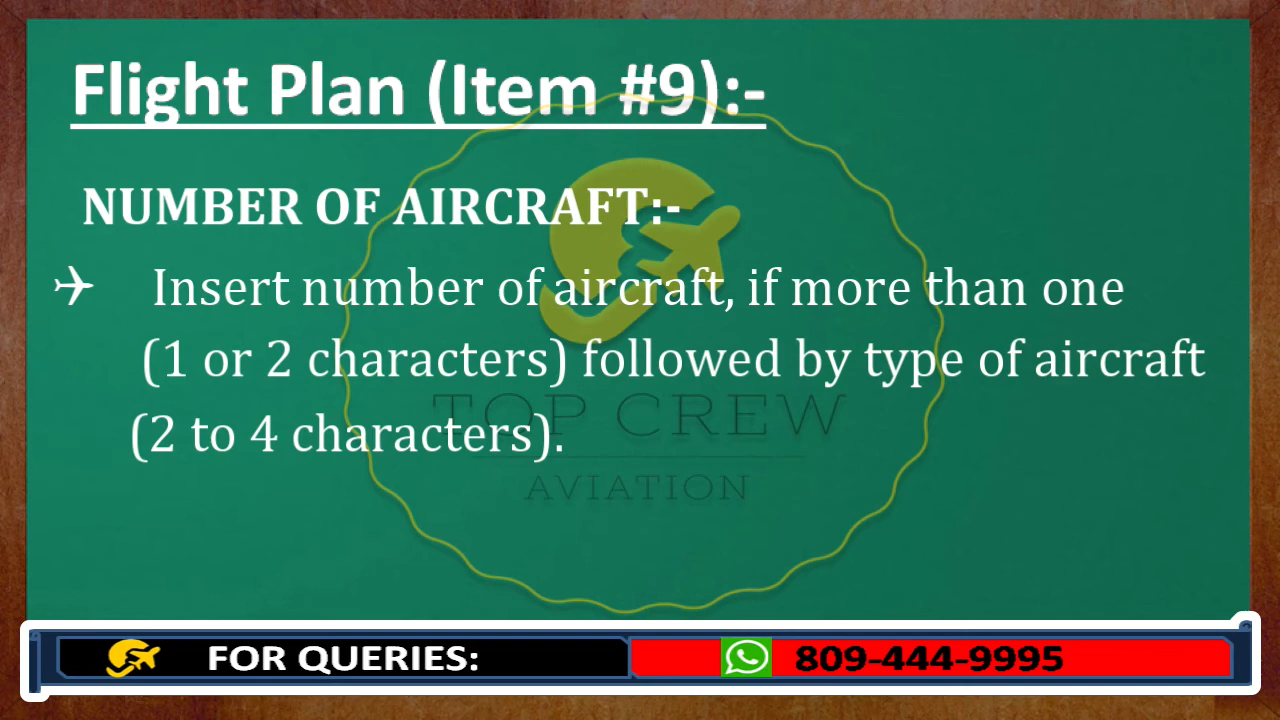 Flight Plan (Item #9):-
NUMBER OF AIRCRAFT:-
Insert number of aircraft, if more than one
(1 or 2 characters) followed by type of aircraft
(2 to 4 characters).
TOP CREW
AVIATION
FOR QUERIES:
809-444-9995